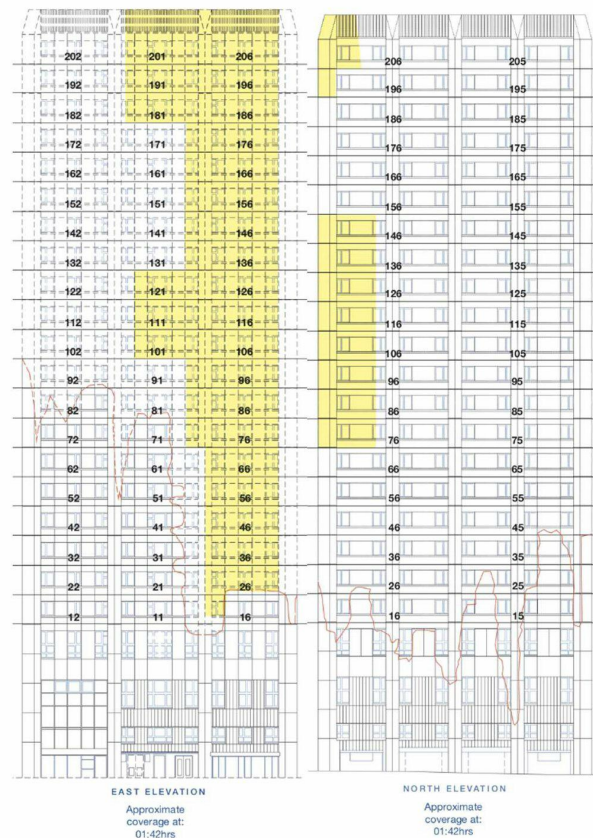 202 201 206
192 191 196
182 181 186
172 171 176
162 161 166
152 151 156
142 141 146
132 131 136
122 121 126
112 111 116
102 101 106
92 91 96
82 81 86
72 71 76
62 61 66
52 51 56
42 41 46
32 31 36
22 21 26
12 11 16
EAST ELEVATION
Approximate
coverage at:
01:42hrs
206 205
196 195
186 185
176 175
166 165
156 155
146 145
136 135
126 125
116 115
106 105
96 95
86 85
76 75
66 65
56 55
46 45
36 35
26 25
16 15
NORTH ELEVATION
Approximate
coverage at:
01:42hrs